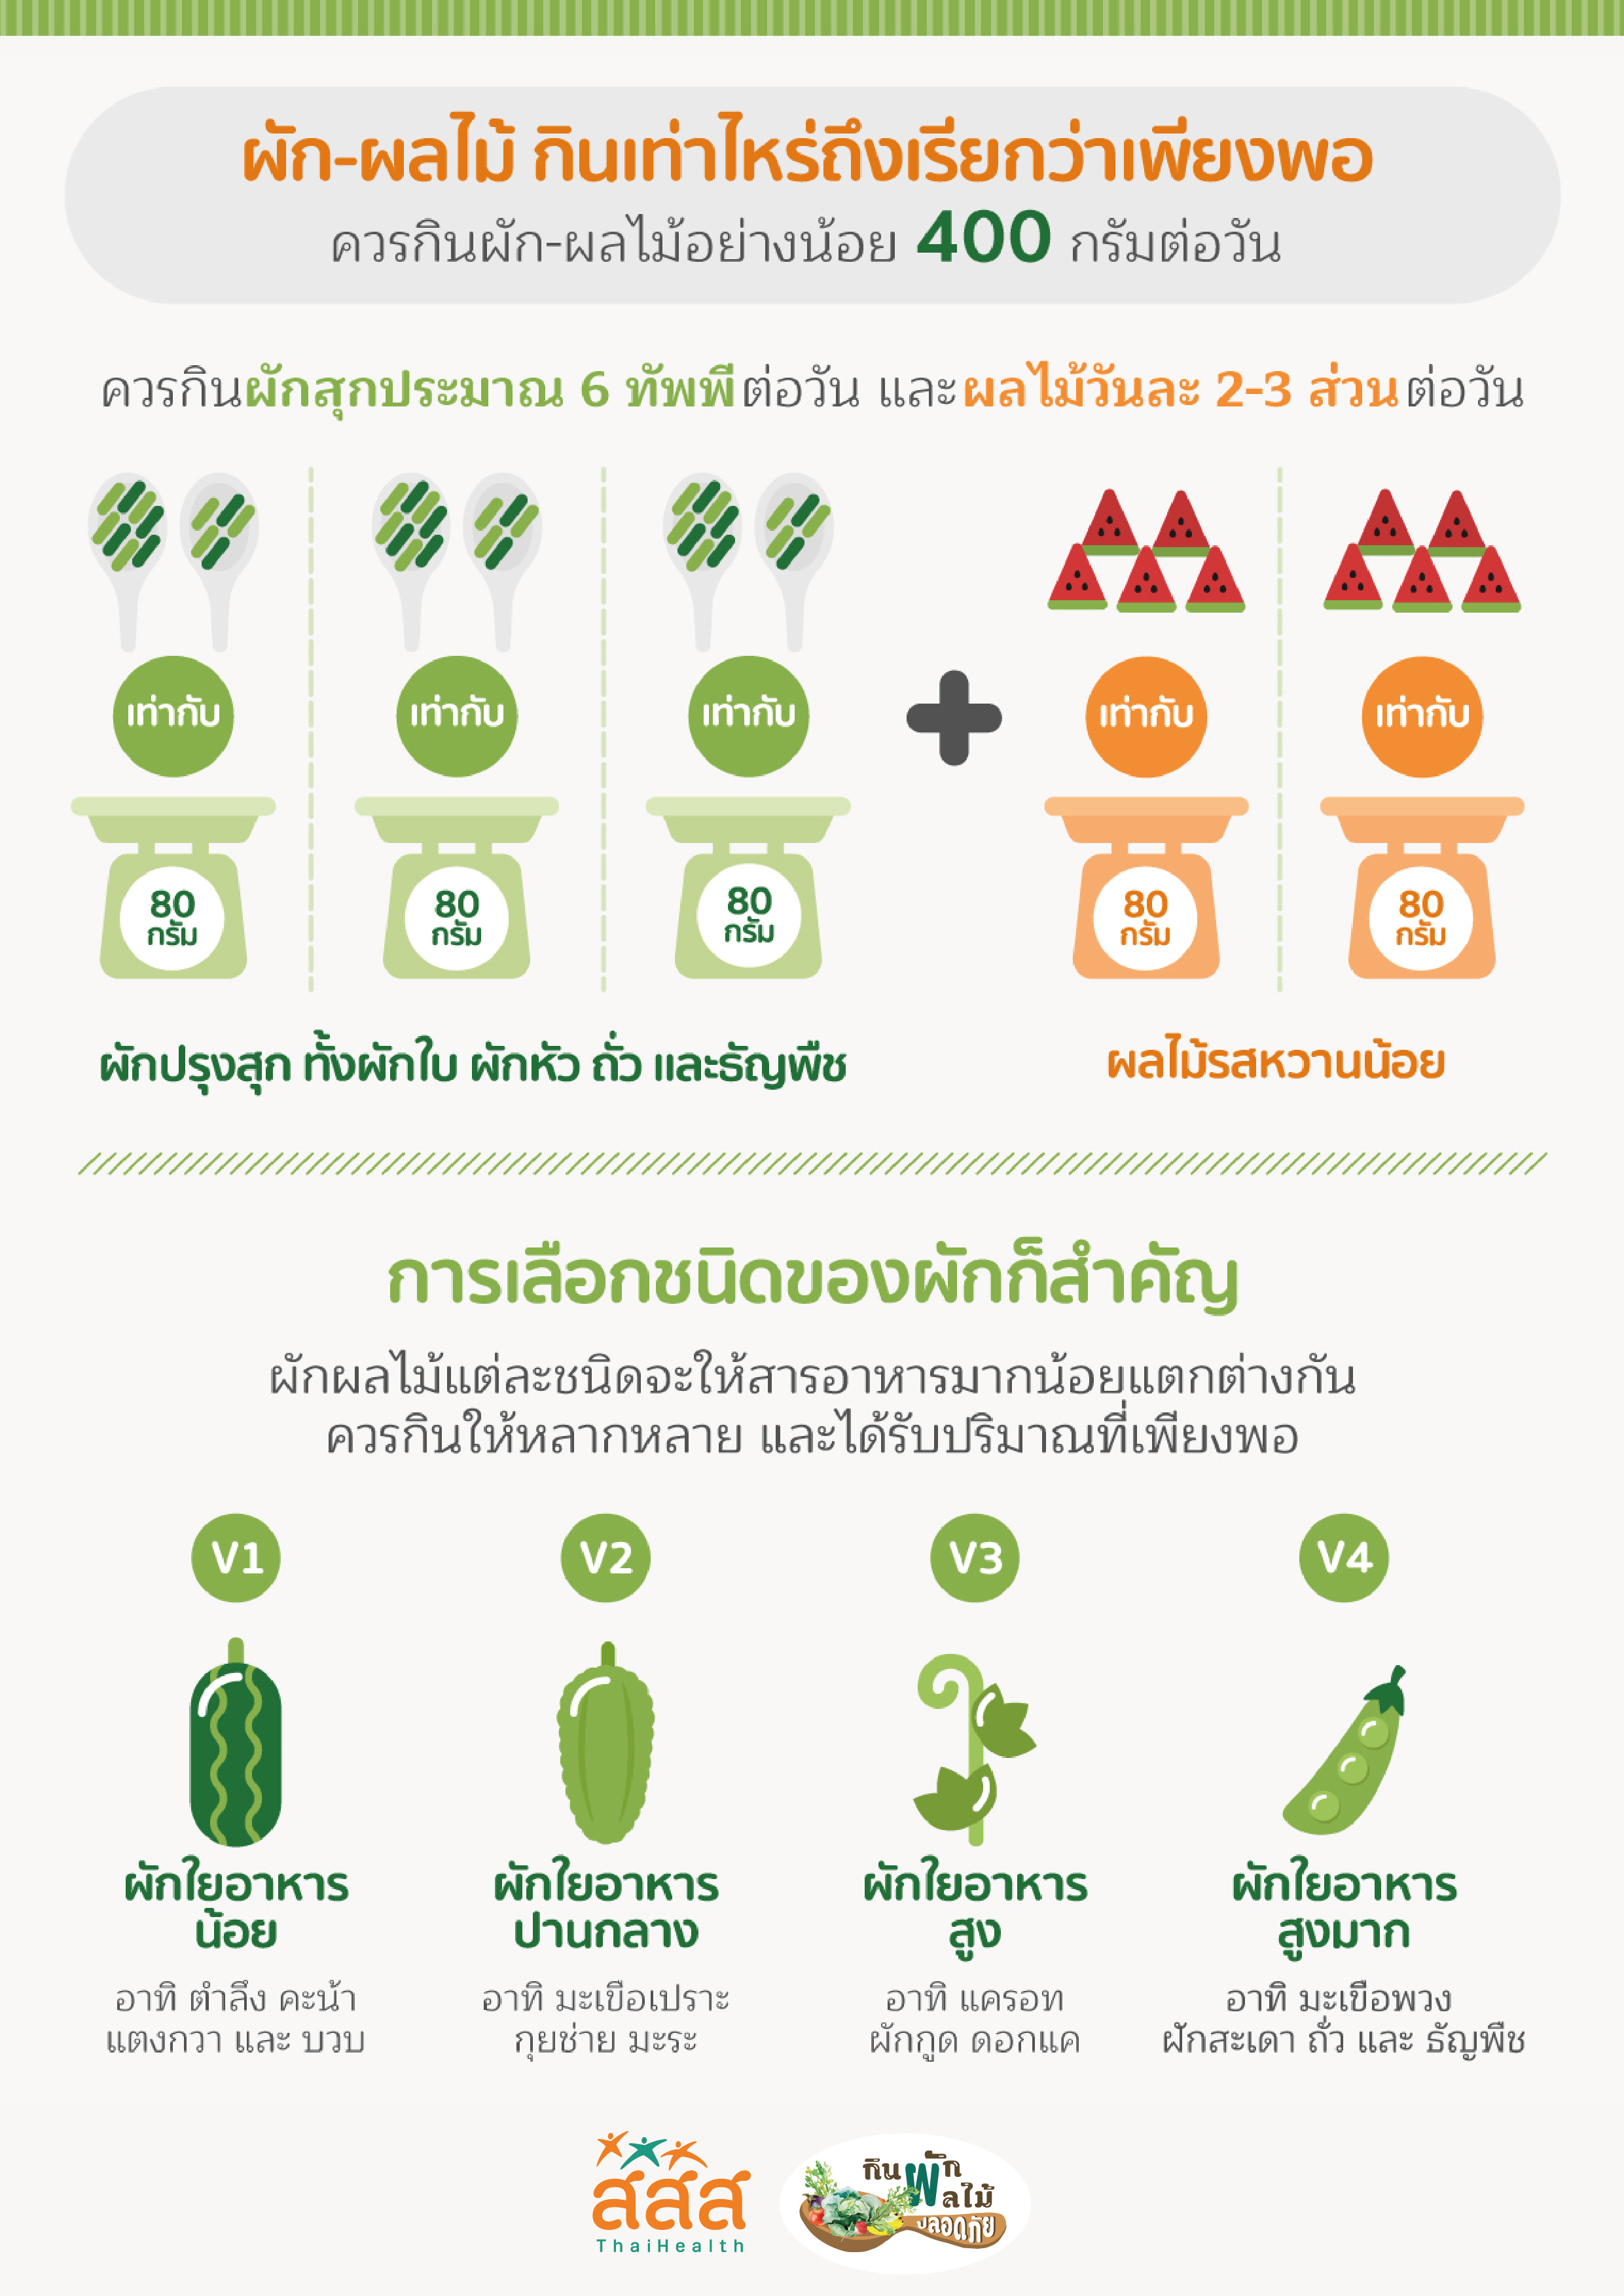 ผัก-ผลไม้ กินเท่าไหร่ถึงเรียกว่าเพียงพอ
ควรกินผัก-ผลไม้อย่างน้อย 400 กรัมต่อวัน
ควรกินผักสุกประมาณ 6 ทัพพีต่อวัน และผลไม้วันละ 2-3 ส่วนต่อวัน
เท่ากับ เท่ากับ เท่ากับ เท่ากับ เท่ากับ
80 80 80 80 80
กรัม กรัม กรัม กรัม กรัม
ผักปรุงสุก ทั้งผักใบ ผักหัว ถั่ว และธัญพืช
ผลไม้รสหวานน้อย
การเลือกชนิดของผักก็สำคัญ
ผักผลไม้แต่ละชนิดจะให้สารอาหารมากน้อยแตกต่างกัน
ควรกินให้หลากหลาย และได้รับปริมาณที่เพียงพอ
V1
ผักใยอาหาร
น้อย
อาทิ ตำลึง คะน้า
แตงกวา และ บวบ
V2
ผักใยอาหาร
ปานกลาง
อาทิ มะเขือเปราะ
กุยช่าย มะระ
V3
ผักใยอาหาร
สูง
อาทิ แครอท
ผักกูด ดอกแค
V4
ผักใยอาหาร
สูงมาก
อาทิ มะเขือพวง
ฝักสะเดา ถั่ว และ ธัญพืช
สสส
ThaiHealth
กินผัก
ผลไม้
ปลอดภัย